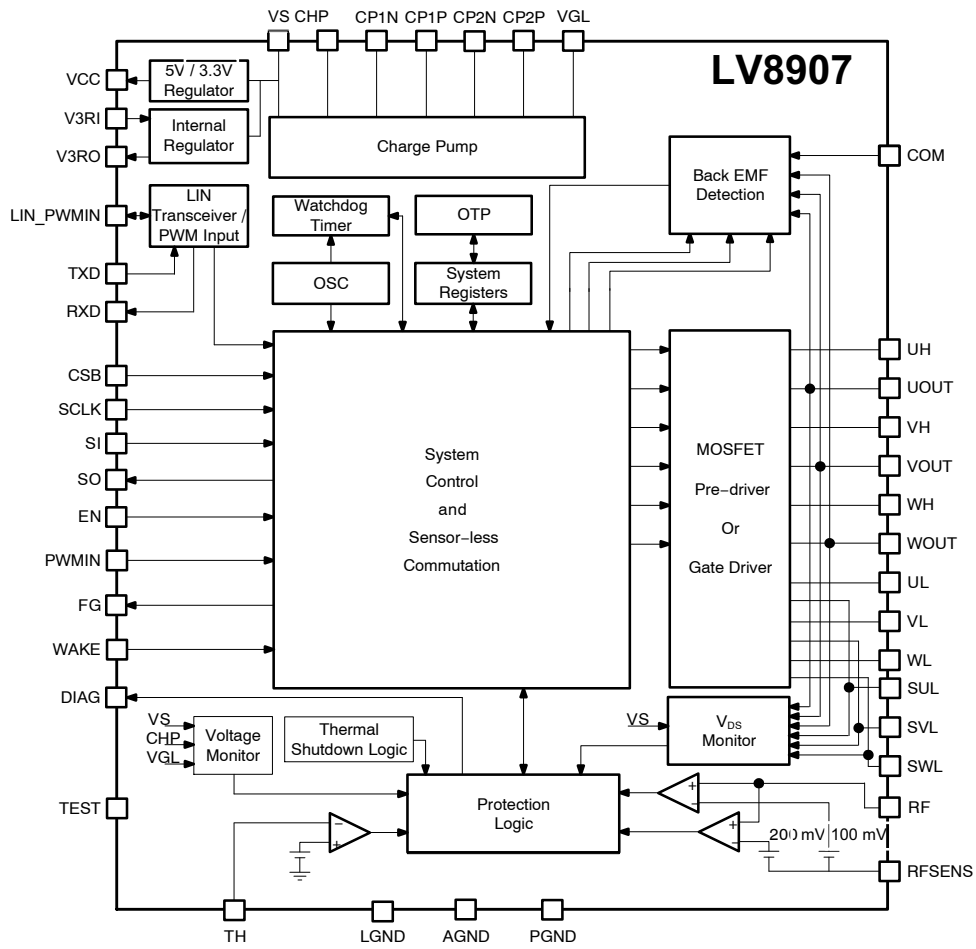 VS CHP CP1N CP1P CP2N CP2P VGL
LV8907
VCC
5V / 3.3V
Regulator
V3RI
V3RO
Internal
Regulator
Charge Pump
Back EMF
Detection
COM
LIN_PWMIN
LIN
Transceiver /
PWM Input
Watchdog
Timer
OTP
TXD
OSC
System
Registers
RXD
CSB
SCLK
SI
SO
EN
PWMIN
FG
WAKE
DIAG
System
Control
and
Sensor−less
Commutation
MOSFET
Pre−driver
Or
Gate Driver
UH
UOUT
VH
VOUT
WH
WOUT
UL
VL
WL
SUL
SVL
SWL
VS
CHP
VGL
Voltage
Monitor
Thermal
Shutdown Logic
VS
VDS
Monitor
TEST
Protection
Logic
−
+
+
−
+
−
200 mV
100 mV
RF
RFSENS
TH
LGND
AGND
PGND